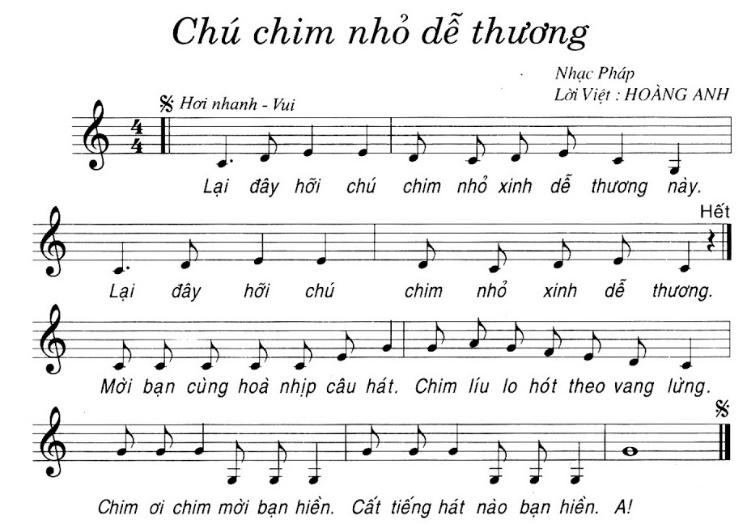 Chú chim nhỏ dễ thương
Nhạc Pháp
Lời Việt : HOÀNG ANH
Hơi nhanh - Vui
4
4
Lại đây hỡi chú chim nhỏ xinh dễ thương này.
Hết
Lại đây hỡi chú chim nhỏ xinh dễ thương.
Mời bạn cùng hoà nhịp câu hát. Chim líu lo hót theo vang lừng.
Chim ơi chim mời bạn hiền. Cất tiếng hát nào bạn hiền. A!